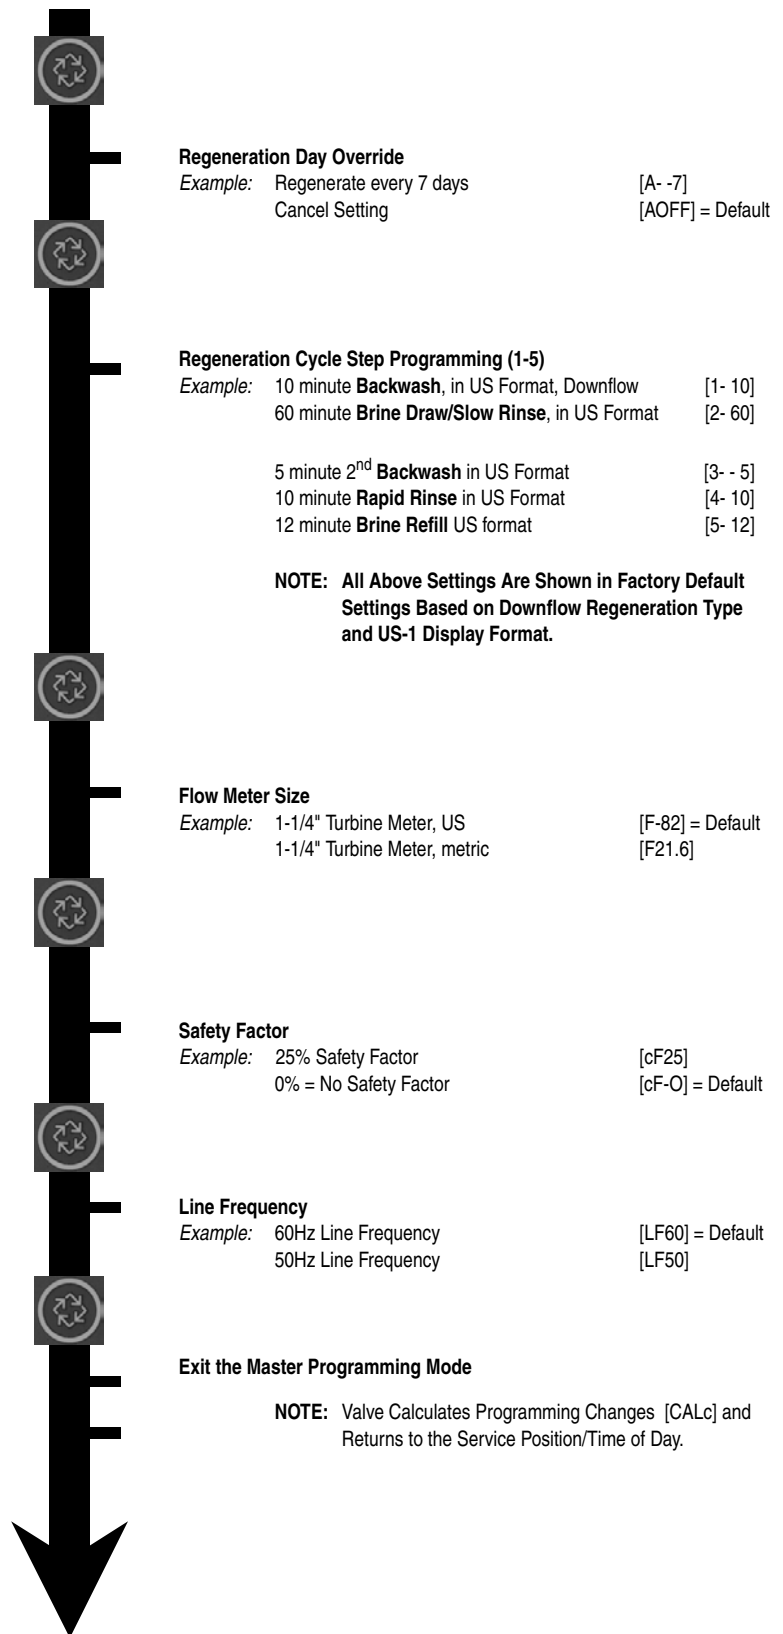 Regeneration Day Override
Example: Regenerate every 7 days [A- -7]
Cancel Setting [AOFF] = Default
Regeneration Cycle Step Programming (1-5)
Example: 10 minute Backwash, in US Format, Downflow [1- 10]
60 minute Brine Draw/Slow Rinse, in US Format [2- 60]
5 minute 2nd Backwash in US Format [3- - 5]
10 minute Rapid Rinse in US Format [4- 10]
12 minute Brine Refill US format [5- 12]
NOTE: All Above Settings Are Shown in Factory Default
Settings Based on Downflow Regeneration Type
and US-1 Display Format.
Flow Meter Size
Example: 1-1/4" Turbine Meter, US [F-82] = Default
1-1/4" Turbine Meter, metric [F21.6]
Safety Factor
Example: 25% Safety Factor [cF25]
0% = No Safety Factor [cF-O] = Default
Line Frequency
Example: 60Hz Line Frequency [LF60] = Default
50Hz Line Frequency [LF50]
Exit the Master Programming Mode
NOTE: Valve Calculates Programming Changes [CALc] and
Returns to the Service Position/Time of Day.